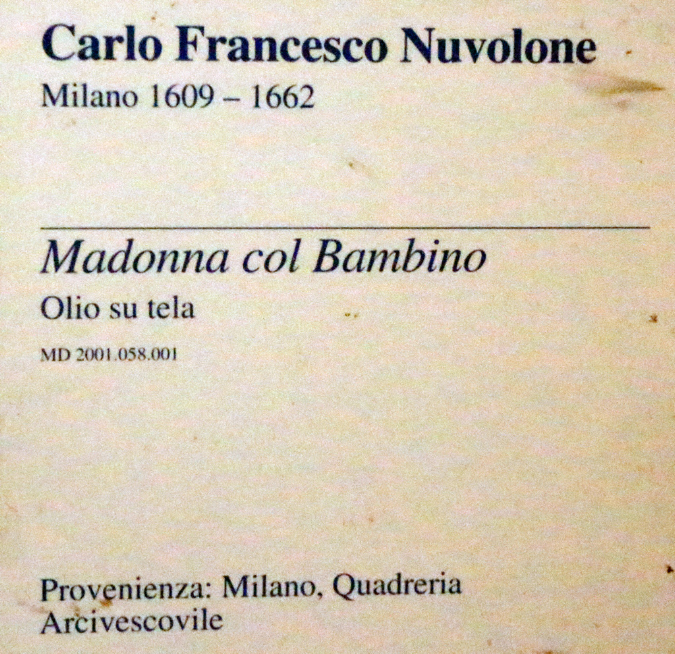 Carlo Francesco Nuvolone
Milano 1609 – 1662
Madonna col Bambino
Olio su tela
MD 2001.058.001
Provenienza: Milano, Quadreria
Arcivescovile